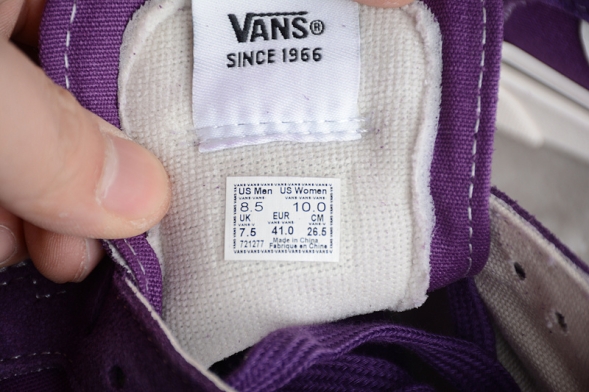 VANS®
SINCE 1966
US Men US Women
8.5 10.0
UK EUR CM
7.5 41.0 26.5
721277 Made in China
Fabriqué en Chine